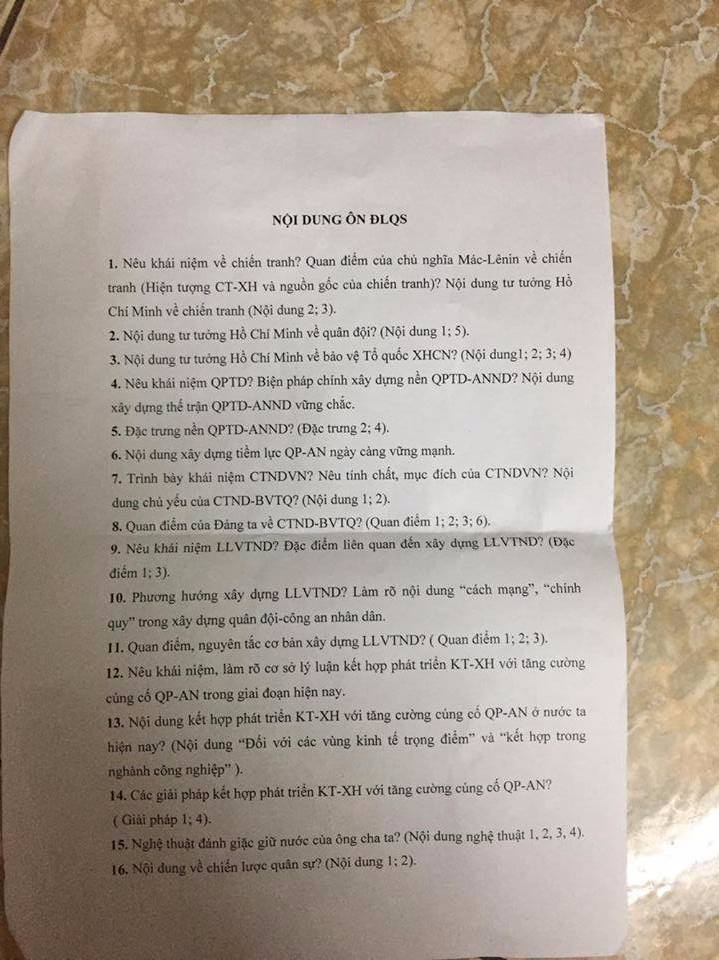 NỘI DUNG ÔN ĐLQS
1. Nêu khái niệm về chiến tranh? Quan điểm của chủ nghĩa Mác-Lênin về chiến
tranh (Hiện tượng CT-XH và nguồn gốc của chiến tranh)? Nội dung tư tưởng Hồ
Chí Minh về chiến tranh (Nội dung 2; 3).
2. Nội dung tư tưởng Hồ Chí Minh về quân đội? (Nội dung 1; 5).
3. Nội dung tư tưởng Hồ Chí Minh về bảo vệ Tổ quốc XHCN? (Nội dung1; 2; 3; 4)
4. Nêu khái niệm QPTD? Biện pháp chính xây dựng nền QPTD-ANND? Nội dung
xây dựng thế trận QPTD-ANND vững chắc.
5. Đặc trưng nền QPTD-ANND? (Đặc trưng 2; 4).
6. Nội dung xây dựng tiềm lực QP-AN ngày càng vững mạnh.
7. Trình bày khái niệm CTNDVN? Nêu tính chất, mục đích của CTNDVN? Nội
dung chủ yếu của CTND-BVTQ? (Nội dung 1; 2).
8. Quan điểm của Đảng ta về CTND-BVTQ? (Quan điểm 1; 2; 3; 6).
9. Nêu khái niệm LLVTND? Đặc điểm liên quan đến xây dựng LLVTND? (Đặc
điểm 1; 3).
10. Phương hướng xây dựng LLVTND? Làm rõ nội dung “cách mạng”, “chính
quy” trong xây dựng quân đội-công an nhân dân.
11. Quan điểm, nguyên tắc cơ bản xây dựng LLVTND? ( Quan điểm 1; 2; 3).
12. Nêu khái niệm, làm rõ cơ sở lý luận kết hợp phát triển KT-XH với tăng cường
củng cố QP-AN trong giai đoạn hiện nay.
13. Nội dung kết hợp phát triển KT-XH với tăng cường củng cố QP-AN ở nước ta
hiện nay? (Nội dung “Đối với các vùng kinh tế trọng điểm” và “kết hợp trong
nghành công nghiệp” ).
14. Các giải pháp kết hợp phát triển KT-XH với tăng cường củng cố QP-AN?
( Giải pháp 1; 4).
15. Nghệ thuật đánh giặc giữ nước của ông cha ta? (Nội dung nghệ thuật 1, 2, 3, 4).
16. Nội dung về chiến lược quân sự? (Nội dung 1; 2).